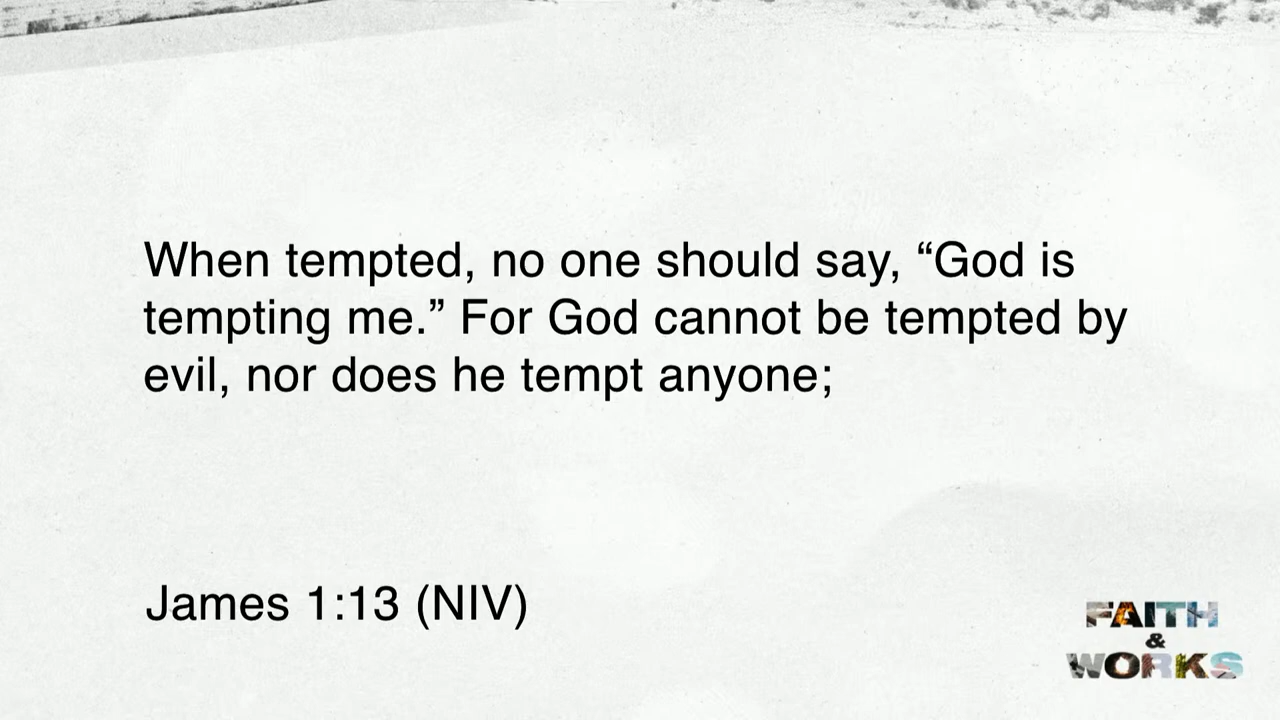 When tempted, no one should say, “God is
tempting me.” For God cannot be tempted by
evil, nor does he tempt anyone;
James 1:13 (NIV)
FAITH
&
WORKS